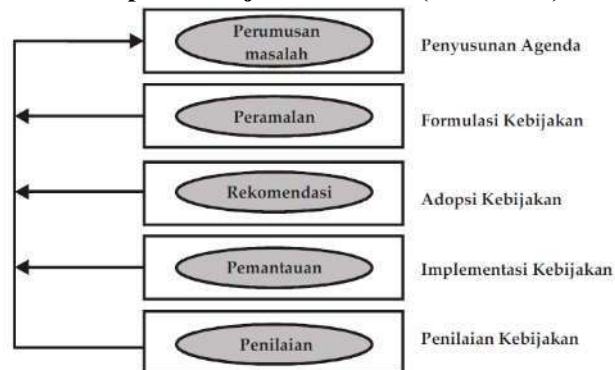 Perumusan
masalah
Penyusunan Agenda
Peramalan
Formulasi Kebijakan
Rekomendasi
Adopsi Kebijakan
Pemantauan
Implementasi Kebijakan
Penilaian
Penilaian Kebijakan